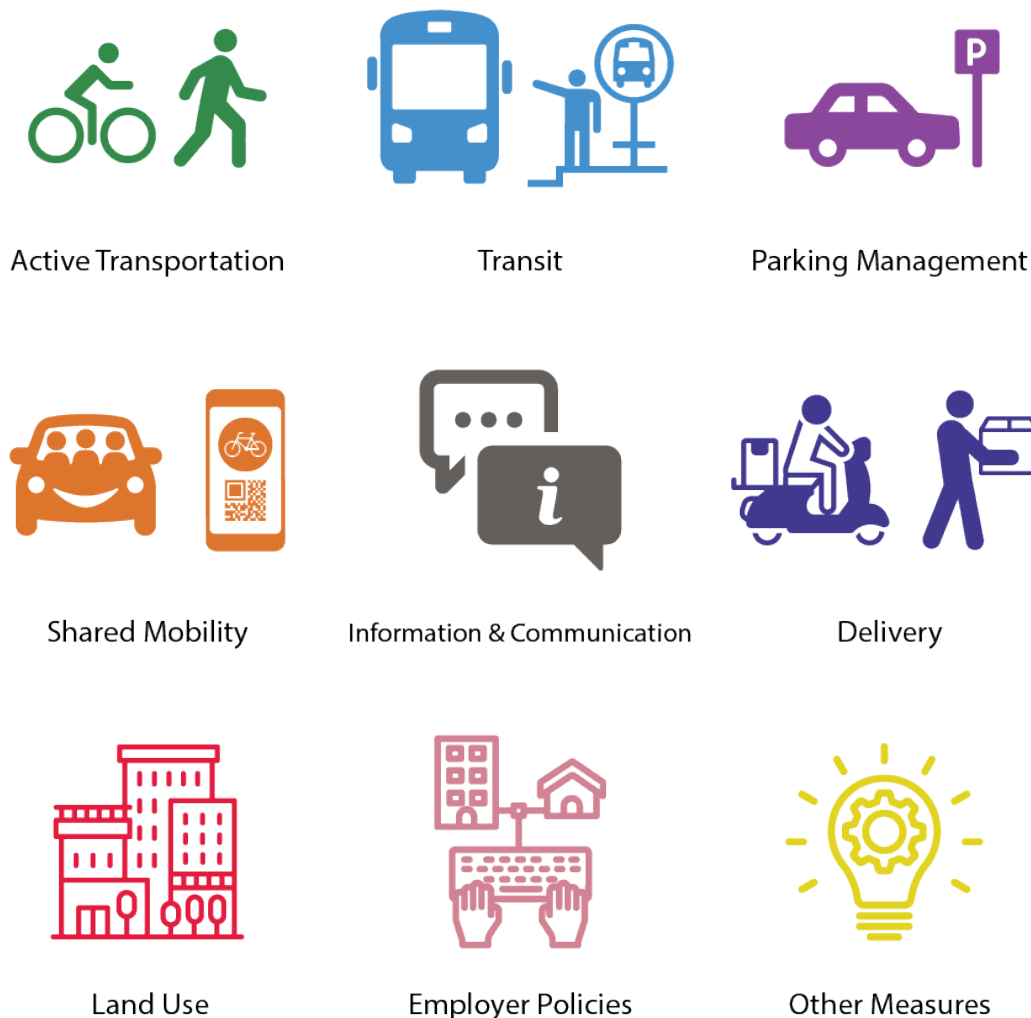 P
Active Transportation
Transit
Parking Management
i
Shared Mobility
Information & Communication
Delivery
Land Use
Employer Policies
Other Measures